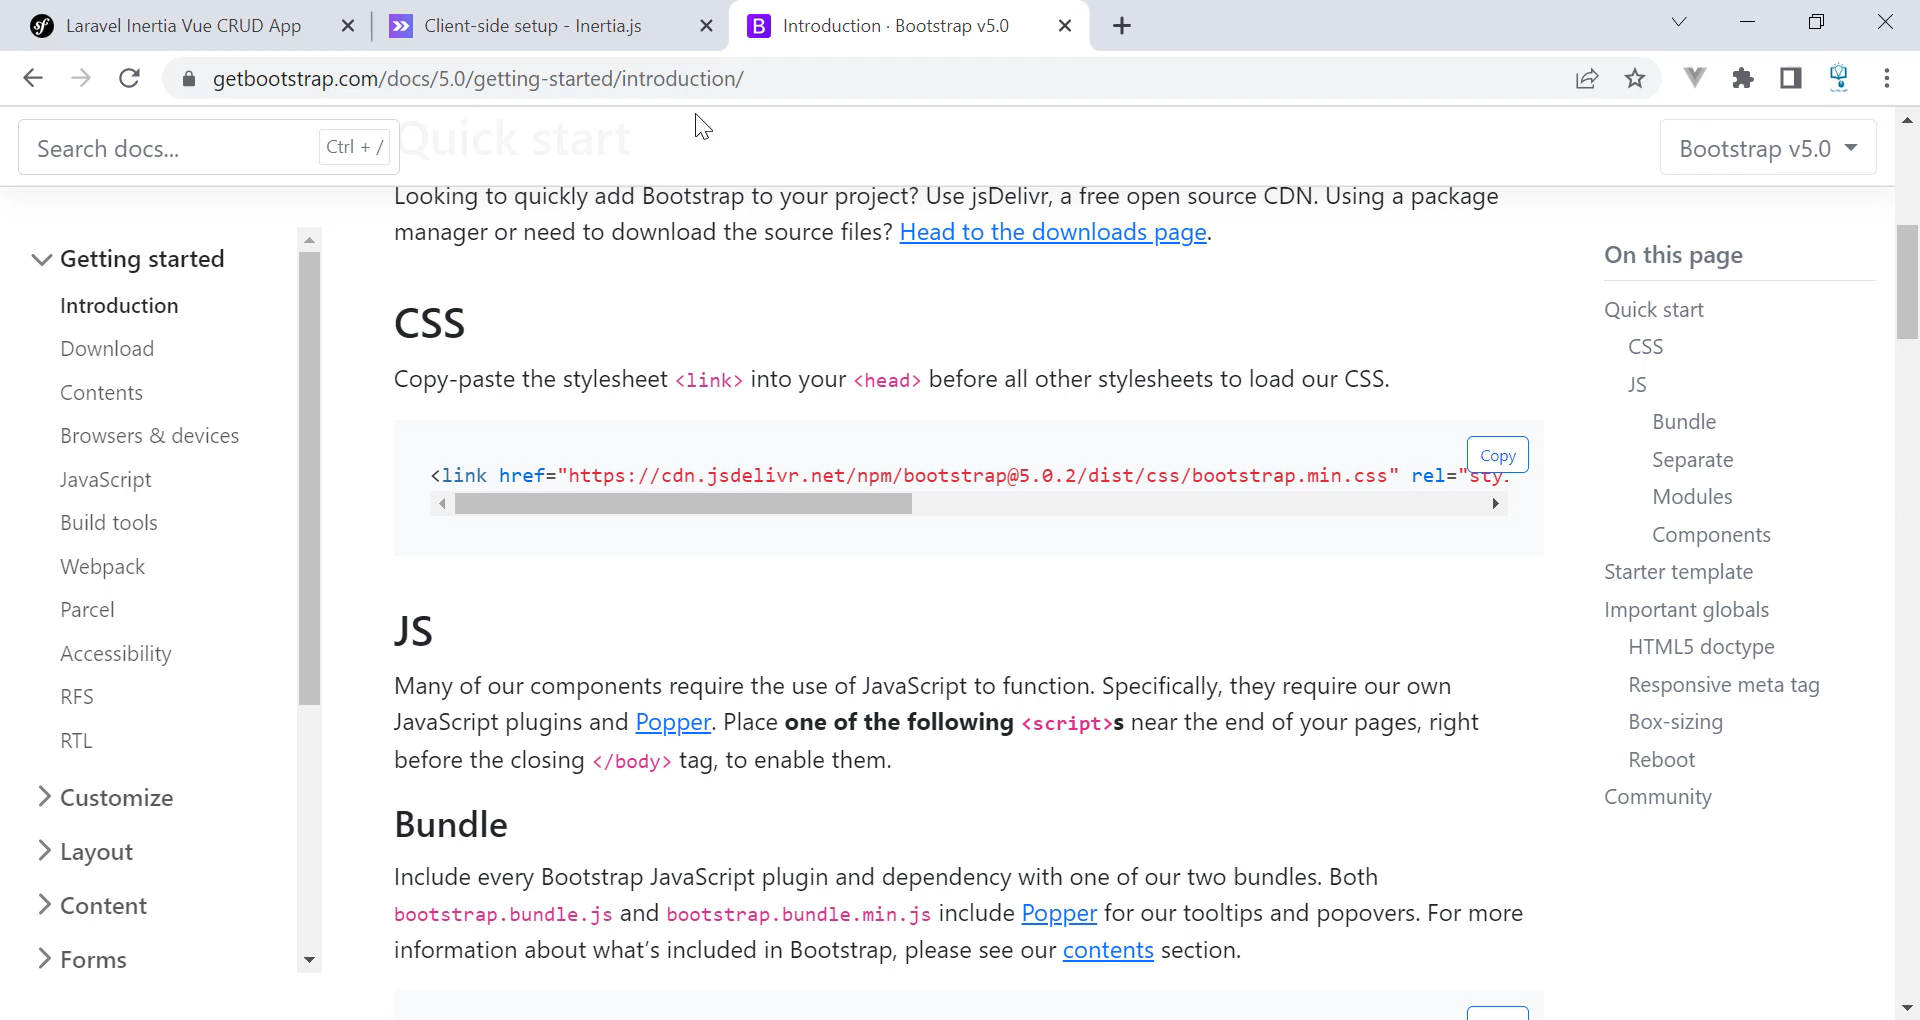 Laravel Inertia Vue CRUD App
Client-side setup - Inertia.js
Introduction · Bootstrap v5.0
getbootstrap.com/docs/5.0/getting-started/introduction/
Search docs...
Ctrl + /
Quick start
Bootstrap v5.0
Looking to quickly add Bootstrap to your project? Use jsDelivr, a free open source CDN. Using a package
manager or need to download the source files? Head to the downloads page.
Getting started
Introduction
Download
Contents
Browsers & devices
JavaScript
Build tools
Webpack
Parcel
Accessibility
RFS
RTL
Customize
Layout
Content
Forms
CSS
Copy-paste the stylesheet <link> into your <head> before all other stylesheets to load our CSS.
Copy
<link href="https://cdn.jsdelivr.net/npm/bootstrap@5.0.2/dist/css/bootstrap.min.css" rel="sty
JS
Many of our components require the use of JavaScript to function. Specifically, they require our own
JavaScript plugins and Popper. Place one of the following <script>s near the end of your pages, right
before the closing </body> tag, to enable them.
Bundle
Include every Bootstrap JavaScript plugin and dependency with one of our two bundles. Both
bootstrap.bundle.js and bootstrap.bundle.min.js include Popper for our tooltips and popovers. For more
information about what's included in Bootstrap, please see our contents section.
On this page
Quick start
CSS
JS
Bundle
Separate
Modules
Components
Starter template
Important globals
HTML5 doctype
Responsive meta tag
Box-sizing
Reboot
Community